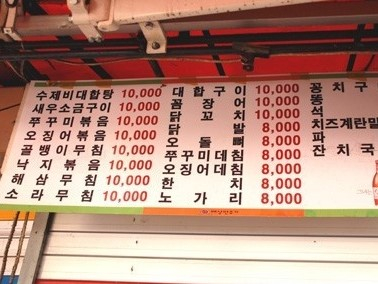 수제비대합탕 10,000
새우소금구이 10,000
쭈꾸미볶음 10,000
오징어볶음 10,000
골뱅이무침 10,000
낙지볶음 10,000
해삼무침 10,000
소라무침 10,000
대합구이 10,000
꼼장어 10,000
닭꼬치 10,000
닭발 8,000
오돌뼈 8,000
쭈꾸미데침 8,000
오징어데침 8,000
한치 8,000
노가리 8,000
꽁치구
똥
석
치즈계란말
파
잔치국